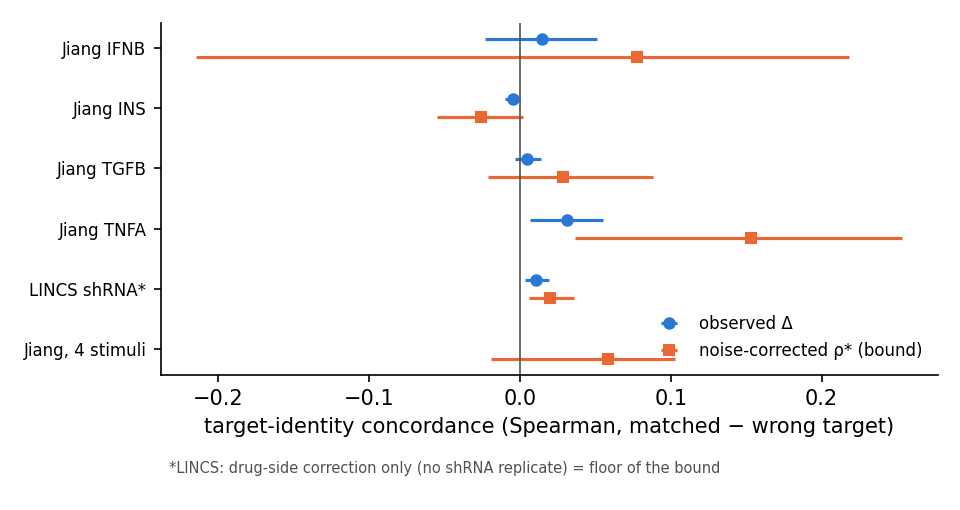 Jiang IFNB
Jiang INS
Jiang TGFB
Jiang TNFA
LINCS shRNA*
Jiang, 4 stimuli
observed Δ
noise-corrected ρ* (bound)
−0.2 −0.1 0.0 0.1 0.2
target-identity concordance (Spearman, matched − wrong target)
*LINCS: drug-side correction only (no shRNA replicate) = floor of the bound